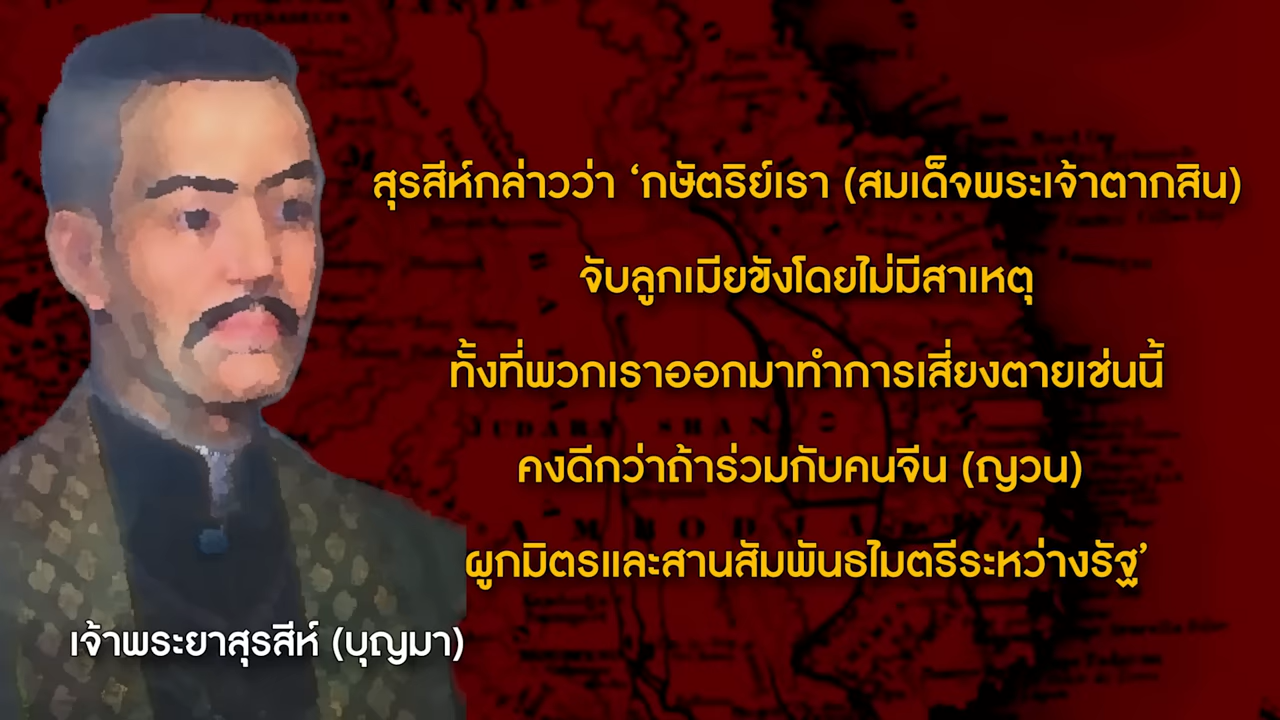 สุรสีห์กล่าวว่า ‘กษัตริย์เรา (สมเด็จพระเจ้าตากสิน)
จับลูกเมียขังโดยไม่มีสาเหตุ
ทั้งที่พวกเราออกมาทำการเสี่ยงตายเช่นนี้
คงดีกว่าถ้าร่วมกับคนจีน (ญวน)
ผูกมิตรและสานสัมพันธไมตรีระหว่างรัฐ’
เจ้าพระยาสุรสีห์ (บุญมา)
JUDARA SHAN